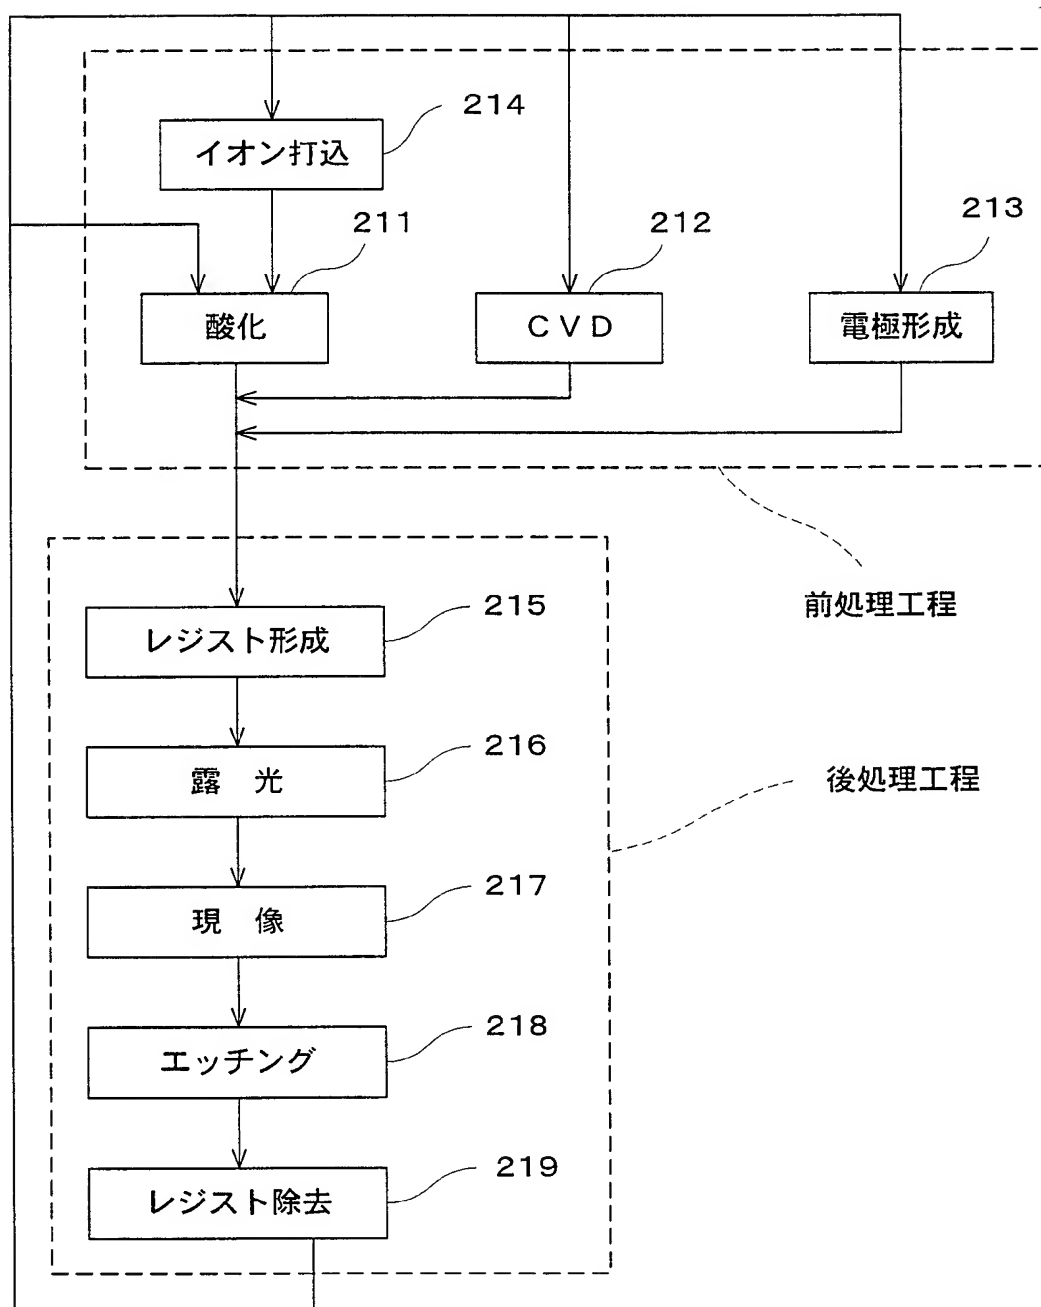 214
イオン打込
211
212
213
酸化
CVD
電極形成
前処理工程
215
レジスト形成
216
露 光
後処理工程
217
現 像
218
エッチング
219
レジスト除去